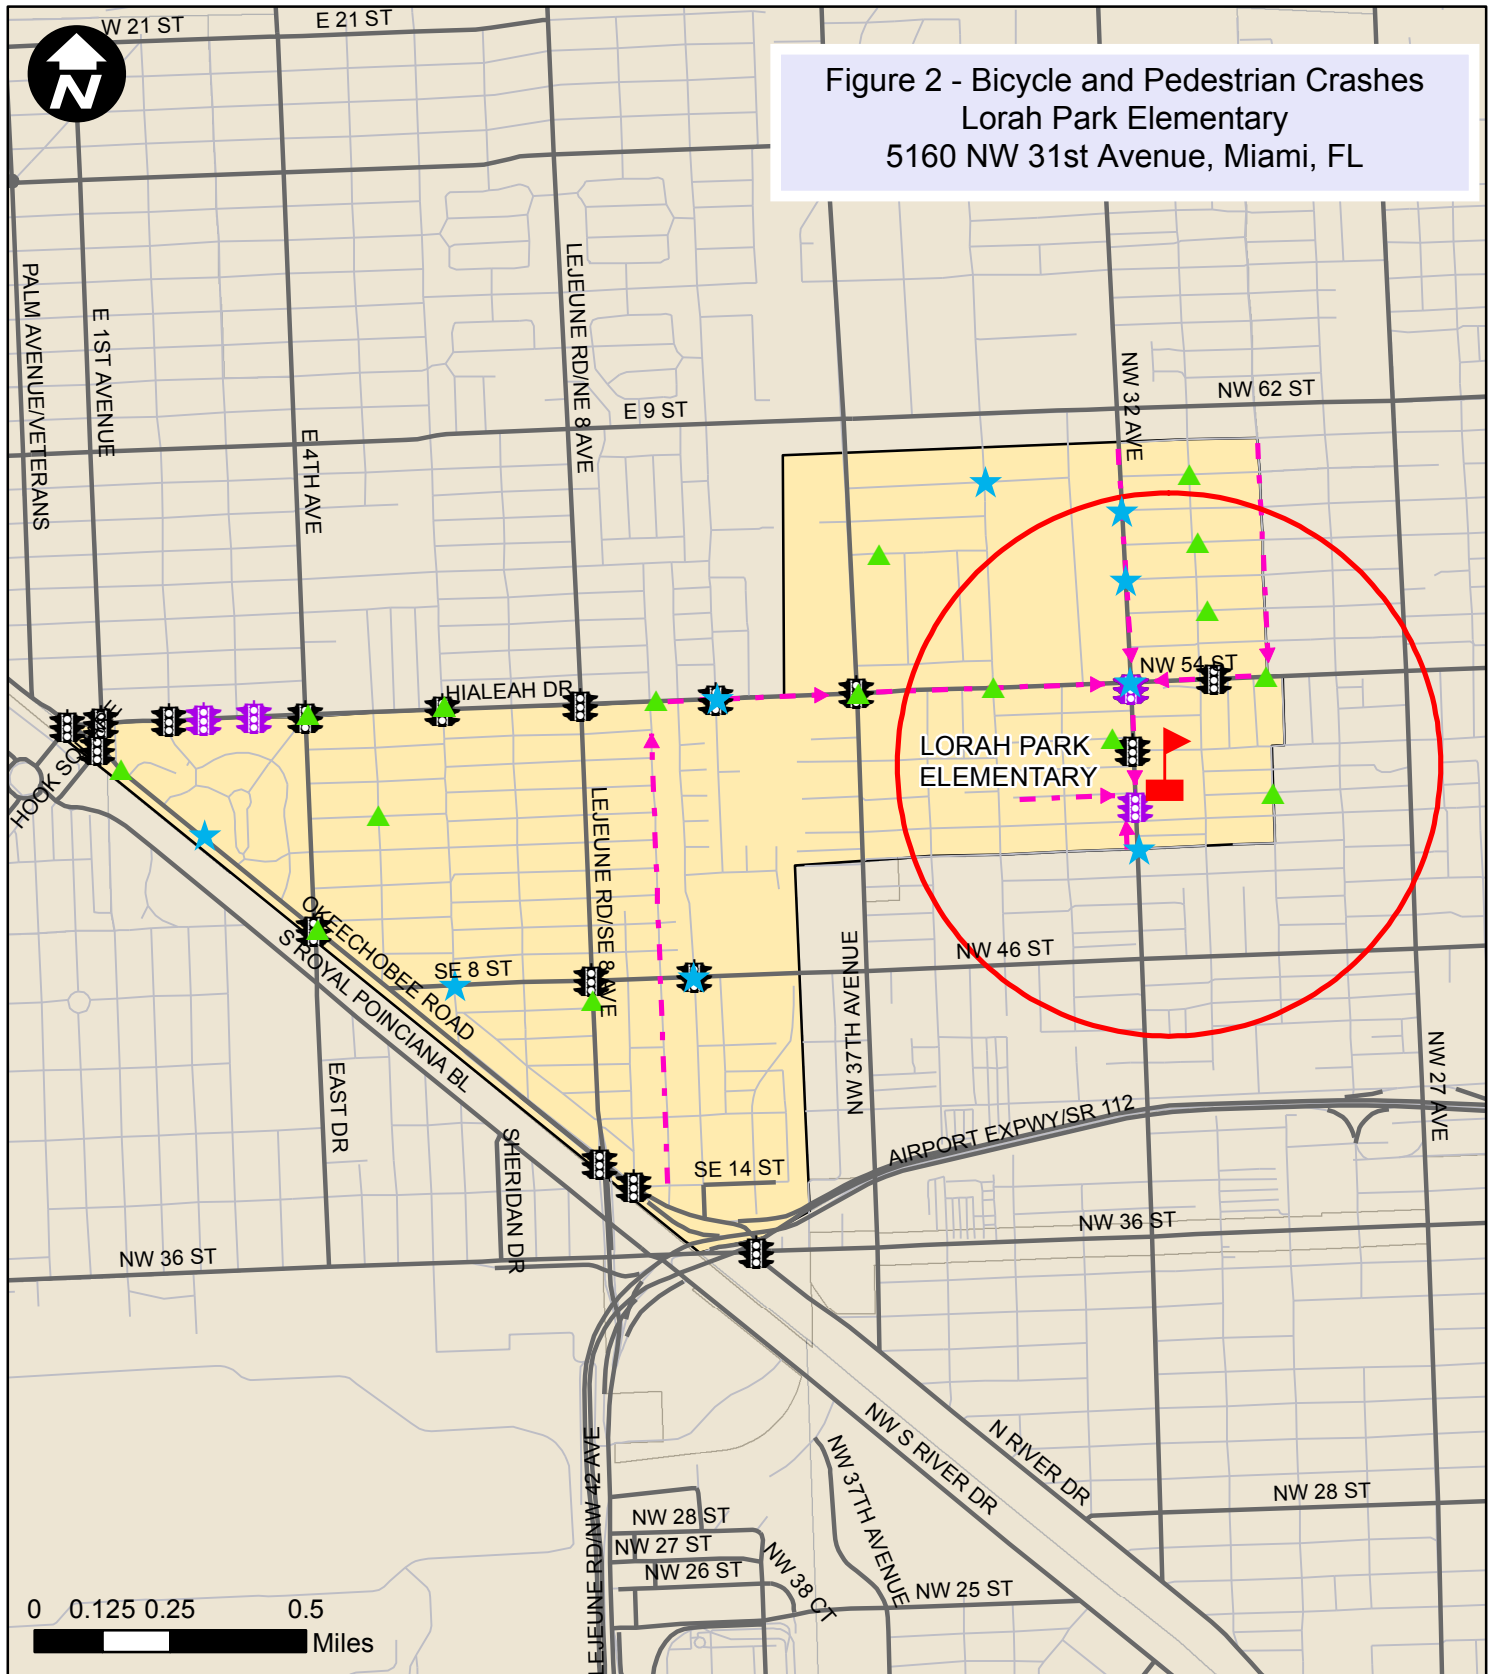 W 21 ST
E 21 ST
N
Figure 2 - Bicycle and Pedestrian Crashes
Lorah Park Elementary
5160 NW 31st Avenue, Miami, FL
PALM AVENUE/VETERANS
E 1ST AVENUE
E 4TH AVE
LEJEUNE RD/NE 8 AVE
NW 32 AVE
NW 62 ST
E 9 ST
HIALEAH DR
NW 54 ST
LORAH PARK
ELEMENTARY
HOOK
LEJEUNE RD/SE 8 AVE
OKEECHOBEE ROAD
S ROYAL POINCIANA BL
SE 8 ST
NW 37TH AVENUE
NW 46 ST
EAST DR
SHERIDAN DR
SE 14 ST
AIRPORT EXPWY/SR 112
NW 27 AVE
NW 36 ST
NW 36 ST
NW S RIVER DR
N RIVER DR
NW 37TH AVENUE
NW 28 ST
LEJEUNE RD/NW 42 AVE
NW 28 ST
NW 27 ST
NW 26 ST
NW 38 CT
NW 25 ST
0 0.125 0.25 0.5
Miles